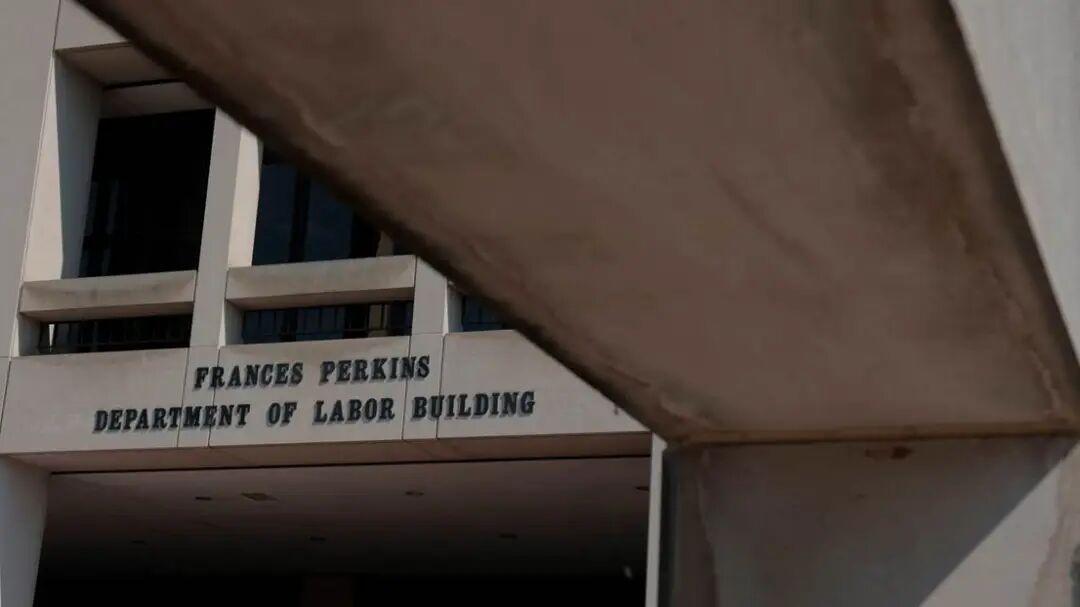 FRANCES PERKINS
DEPARTMENT OF LABOR BUILDING